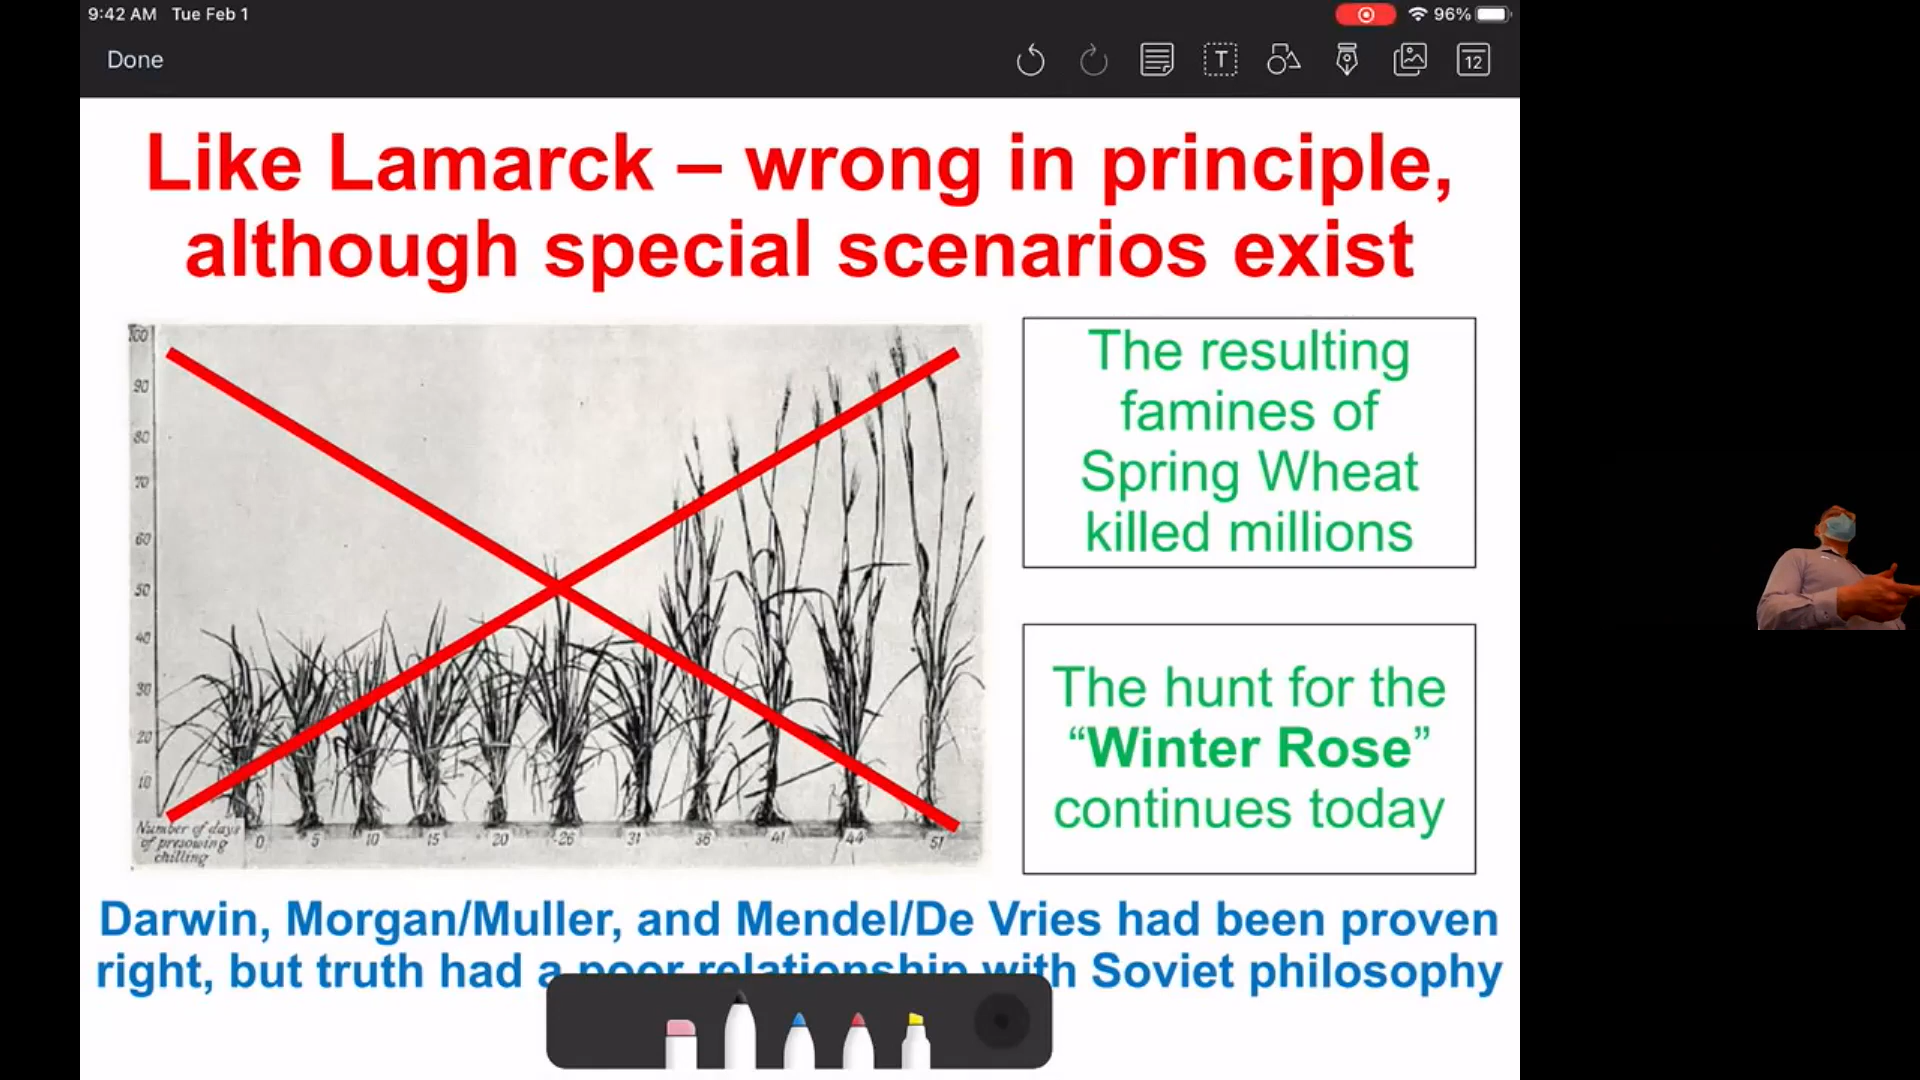 9:42 AM Tue Feb 1
96%
Done
T
12
Like Lamarck – wrong in principle,
although special scenarios exist
100
90
80
70
60
50
40
30
20
10
Number of days
of presowing
chilling
0 5 10 15 20 26 31 36 41 44 51
The resulting
famines of
Spring Wheat
killed millions
The hunt for the
“Winter Rose”
continues today
Darwin, Morgan/Muller, and Mendel/De Vries had been proven
right, but truth had a poor relationship with Soviet philosophy